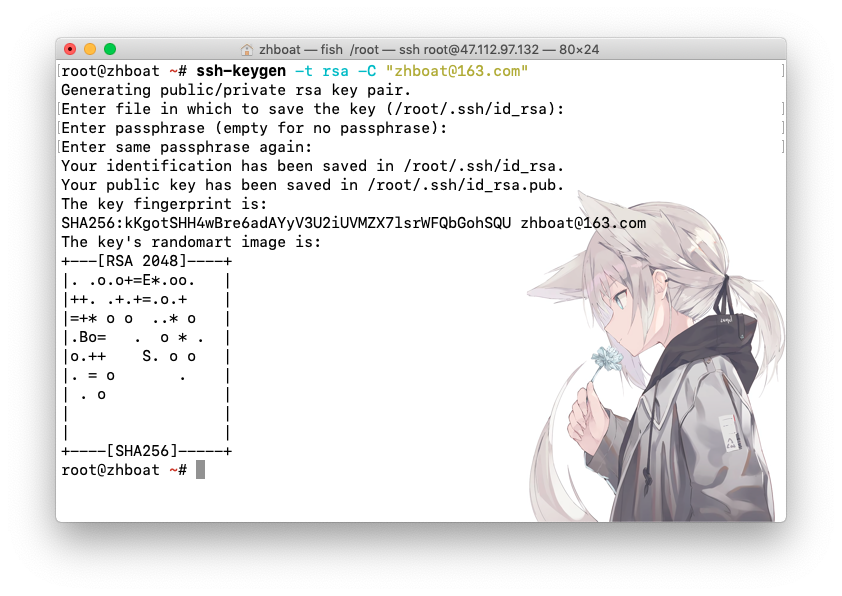 zhboat — fish  /root — ssh root@47.112.97.132 — 80×24
root@zhboat ~# ssh-keygen -t rsa -C "zhboat@163.com"
Generating public/private rsa key pair.
Enter file in which to save the key (/root/.ssh/id_rsa):
Enter passphrase (empty for no passphrase):
Enter same passphrase again:
Your identification has been saved in /root/.ssh/id_rsa.
Your public key has been saved in /root/.ssh/id_rsa.pub.
The key fingerprint is:
SHA256:kKgotSHH4wBre6adAYyV3U2iUVMZX7lsrWFQbGohSQU zhboat@163.com
The key's randomart image is:
+---[RSA 2048]----+
|. .o.o+=E*.oo.   |
|++. .+.+=.o.+    |
|=+* o o  ..* o   |
|.Bo=   .  o * .  |
|o.++    S. o o   |
|. = o       .    |
| . o             |
|                 |
|                 |
+----[SHA256]-----+
root@zhboat ~#